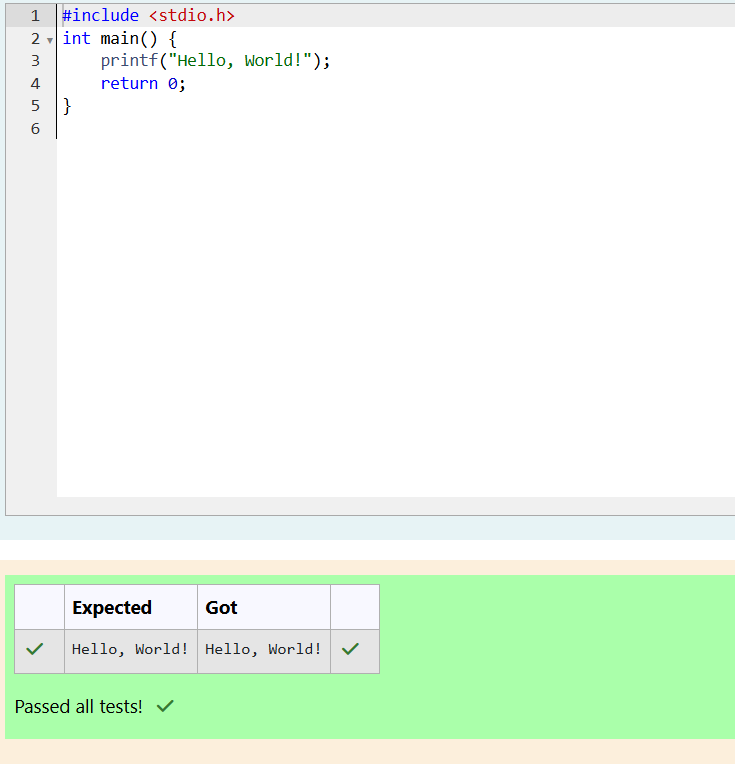 1 #include <stdio.h>
2 int main() {
3     printf("Hello, World!");
4     return 0;
5 }
6
Expected Got
Hello, World! Hello, World!
Passed all tests!